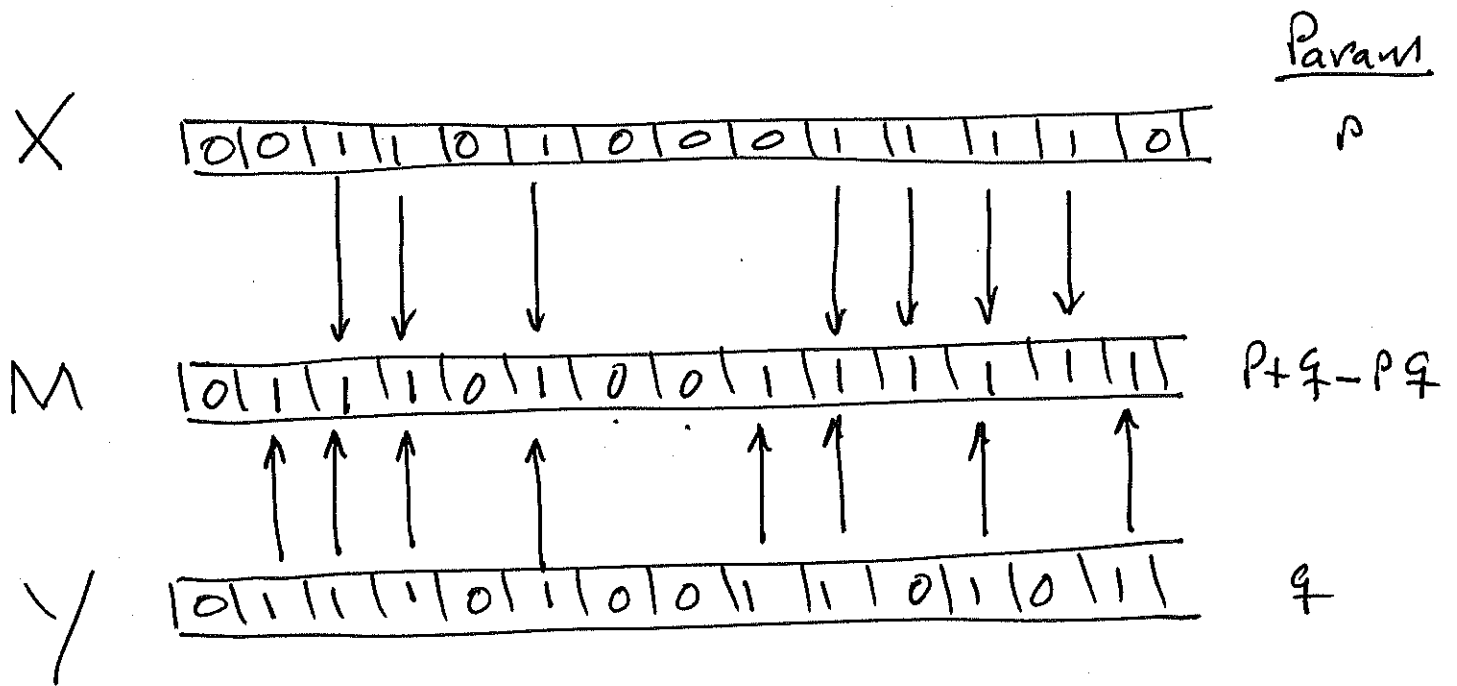 Param
X 0 0 1 1 0 1 0 0 0 1 1 1 1 0 p
M 0 1 1 1 0 1 0 0 1 1 1 1 1 1 p+q-pq
Y 0 1 1 1 0 1 0 0 1 1 0 1 0 1 q